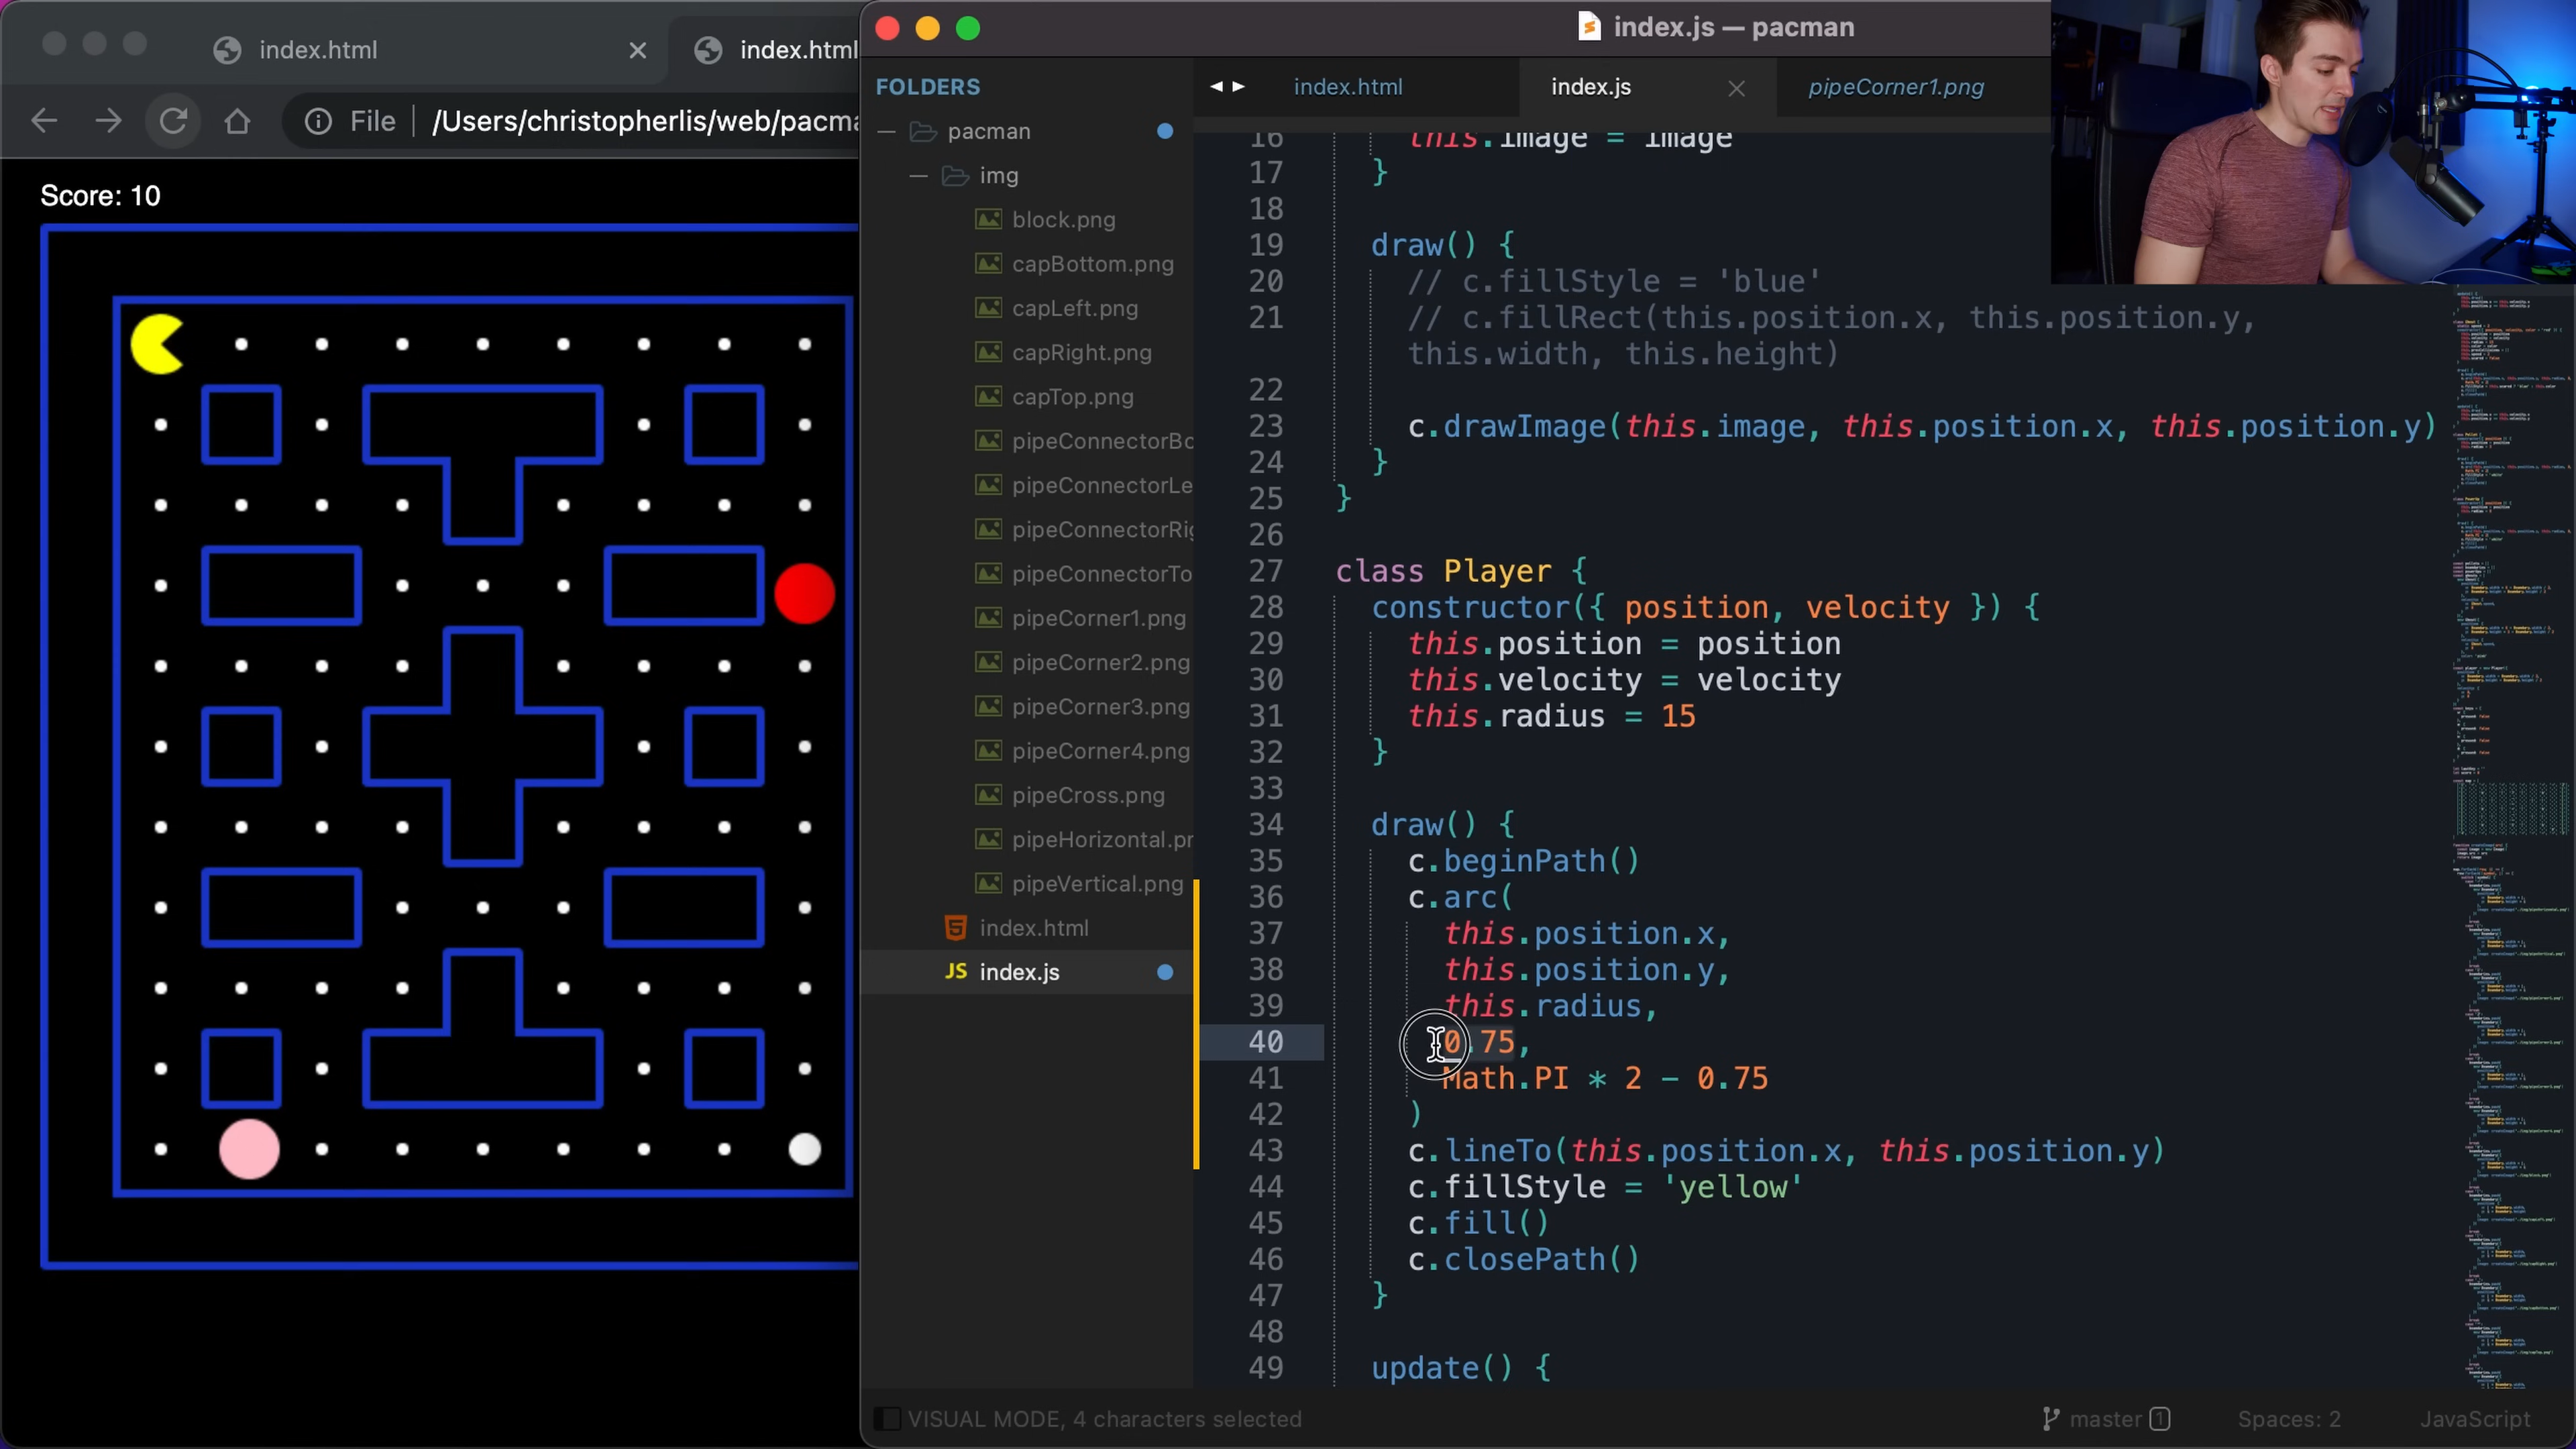 index.html
index.html
File
/Users/christopherlis/web/pacma
Score: 10
index.js — pacman
FOLDERS
pacman
img
block.png
capBottom.png
capLeft.png
capRight.png
capTop.png
pipeConnectorBo
pipeConnectorLe
pipeConnectorRig
pipeConnectorTo
pipeCorner1.png
pipeCorner2.png
pipeCorner3.png
pipeCorner4.png
pipeCross.png
pipeHorizontal.pr
pipeVertical.png
index.html
JS index.js
index.html
index.js
pipeCorner1.png
16 this.image = image
17 }
18
19 draw() {
20 // c.fillStyle = 'blue'
21 // c.fillRect(this.position.x, this.position.y,
this.width, this.height)
22
23 c.drawImage(this.image, this.position.x, this.position.y)
24 }
25 }
26
27 class Player {
28 constructor({ position, velocity }) {
29 this.position = position
30 this.velocity = velocity
31 this.radius = 15
32 }
33
34 draw() {
35 c.beginPath()
36 c.arc(
37 this.position.x,
38 this.position.y,
39 this.radius,
40 0.75,
41 Math.PI * 2 - 0.75
42 )
43 c.lineTo(this.position.x, this.position.y)
44 c.fillStyle = 'yellow'
45 c.fill()
46 c.closePath()
47 }
48
49 update() {
VISUAL MODE, 4 characters selected
master 1
Spaces: 2
JavaScript